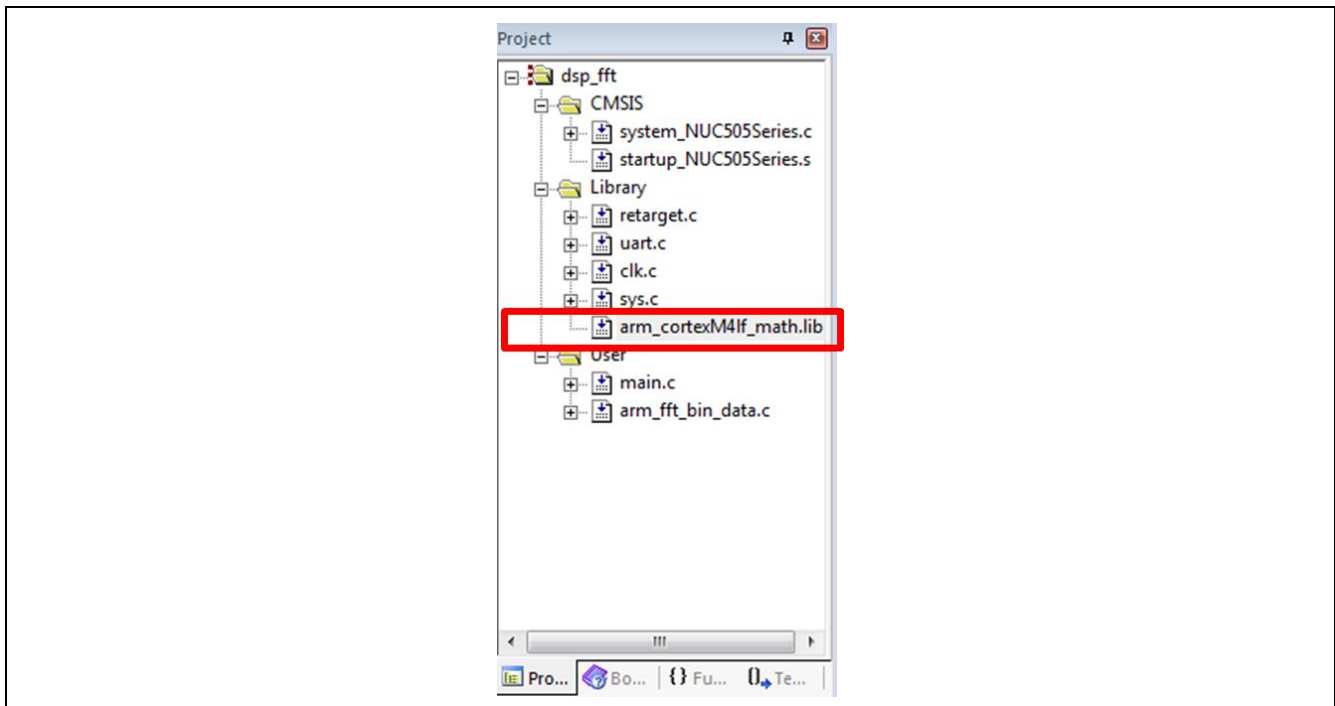 Project
dsp_fft
CMSIS
system_NUC505Series.c
startup_NUC505Series.s
Library
retarget.c
uart.c
clk.c
sys.c
arm_cortexM4lf_math.lib
User
main.c
arm_fft_bin_data.c
Pro... Bo... {} Fu... 0 Te...